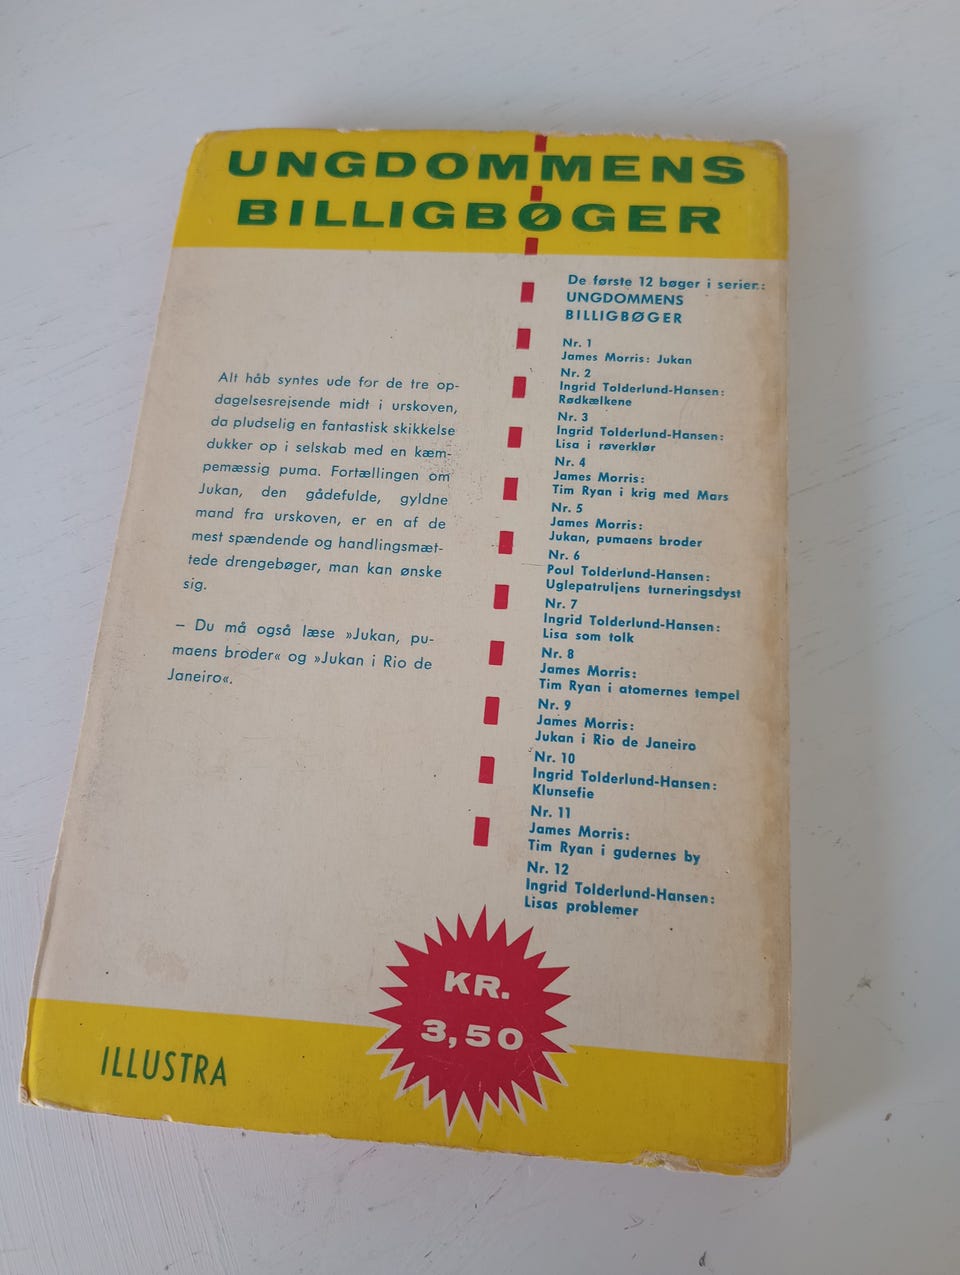 UNGDOMMENS
BILLIGBØGER
Alt håb syntes ude for de tre op-
dagelsesrejsende midt i urskoven,
da pludselig en fantastisk skikkelse
dukker op i selskab med en kæm-
pemæssig puma. Fortællingen om
Jukan, den gådefulde, gyldne
mand fra urskoven, er en af de
mest spændende og handlingsmæt-
tede drengebøger, man kan ønske
sig.
– Du må også læse »Jukan, pu-
maens broder« og »Jukan i Rio de
Janeiro«.
De første 12 bøger i serien:
UNGDOMMENS
BILLIGBØGER
Nr. 1
James Morris: Jukan
Nr. 2
Ingrid Tolderlund-Hansen:
Rødkælkene
Nr. 3
Ingrid Tolderlund-Hansen:
Lisa i røverklør
Nr. 4
James Morris:
Tim Ryan i krig med Mars
Nr. 5
James Morris:
Jukan, pumaens broder
Nr. 6
Poul Tolderlund-Hansen:
Uglepatruljens turneringsdyst
Nr. 7
Ingrid Tolderlund-Hansen:
Lisa som tolk
Nr. 8
James Morris:
Tim Ryan i atomernes tempel
Nr. 9
James Morris:
Jukan i Rio de Janeiro
Nr. 10
Ingrid Tolderlund-Hansen:
Klunsefie
Nr. 11
James Morris:
Tim Ryan i gudernes by
Nr. 12
Ingrid Tolderlund-Hansen:
Lisas problemer
KR.
3,50
ILLUSTRA